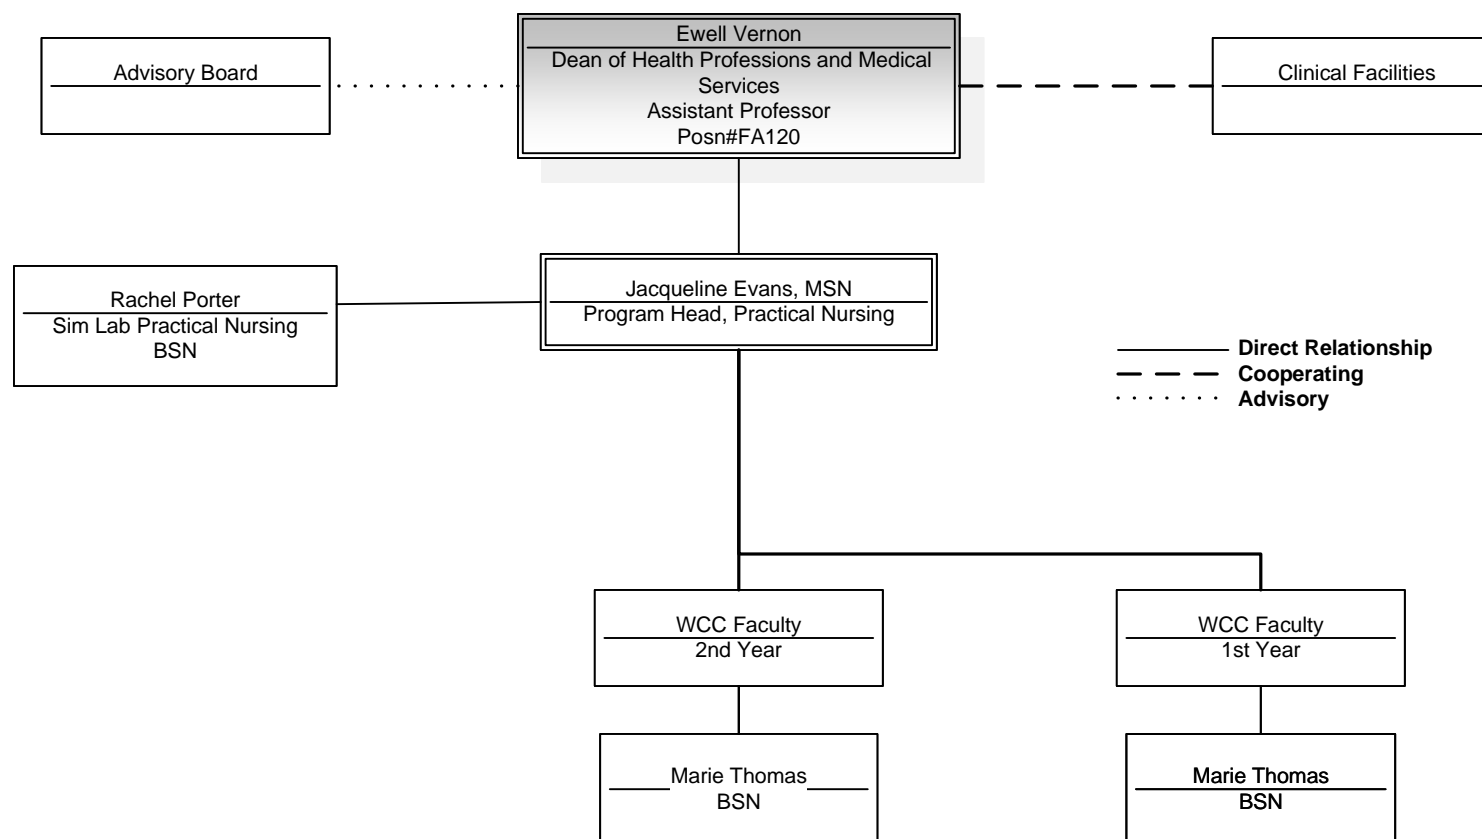 Ewell Vernon
Dean of Health Professions and Medical
Services
Assistant Professor
Posn#FA120
Advisory Board
Clinical Facilities
Rachel Porter
Sim Lab Practical Nursing
BSN
Jacqueline Evans, MSN
Program Head, Practical Nursing
Direct Relationship
Cooperating
Advisory
WCC Faculty
2nd Year
WCC Faculty
1st Year
Marie Thomas
BSN
Marie Thomas
BSN